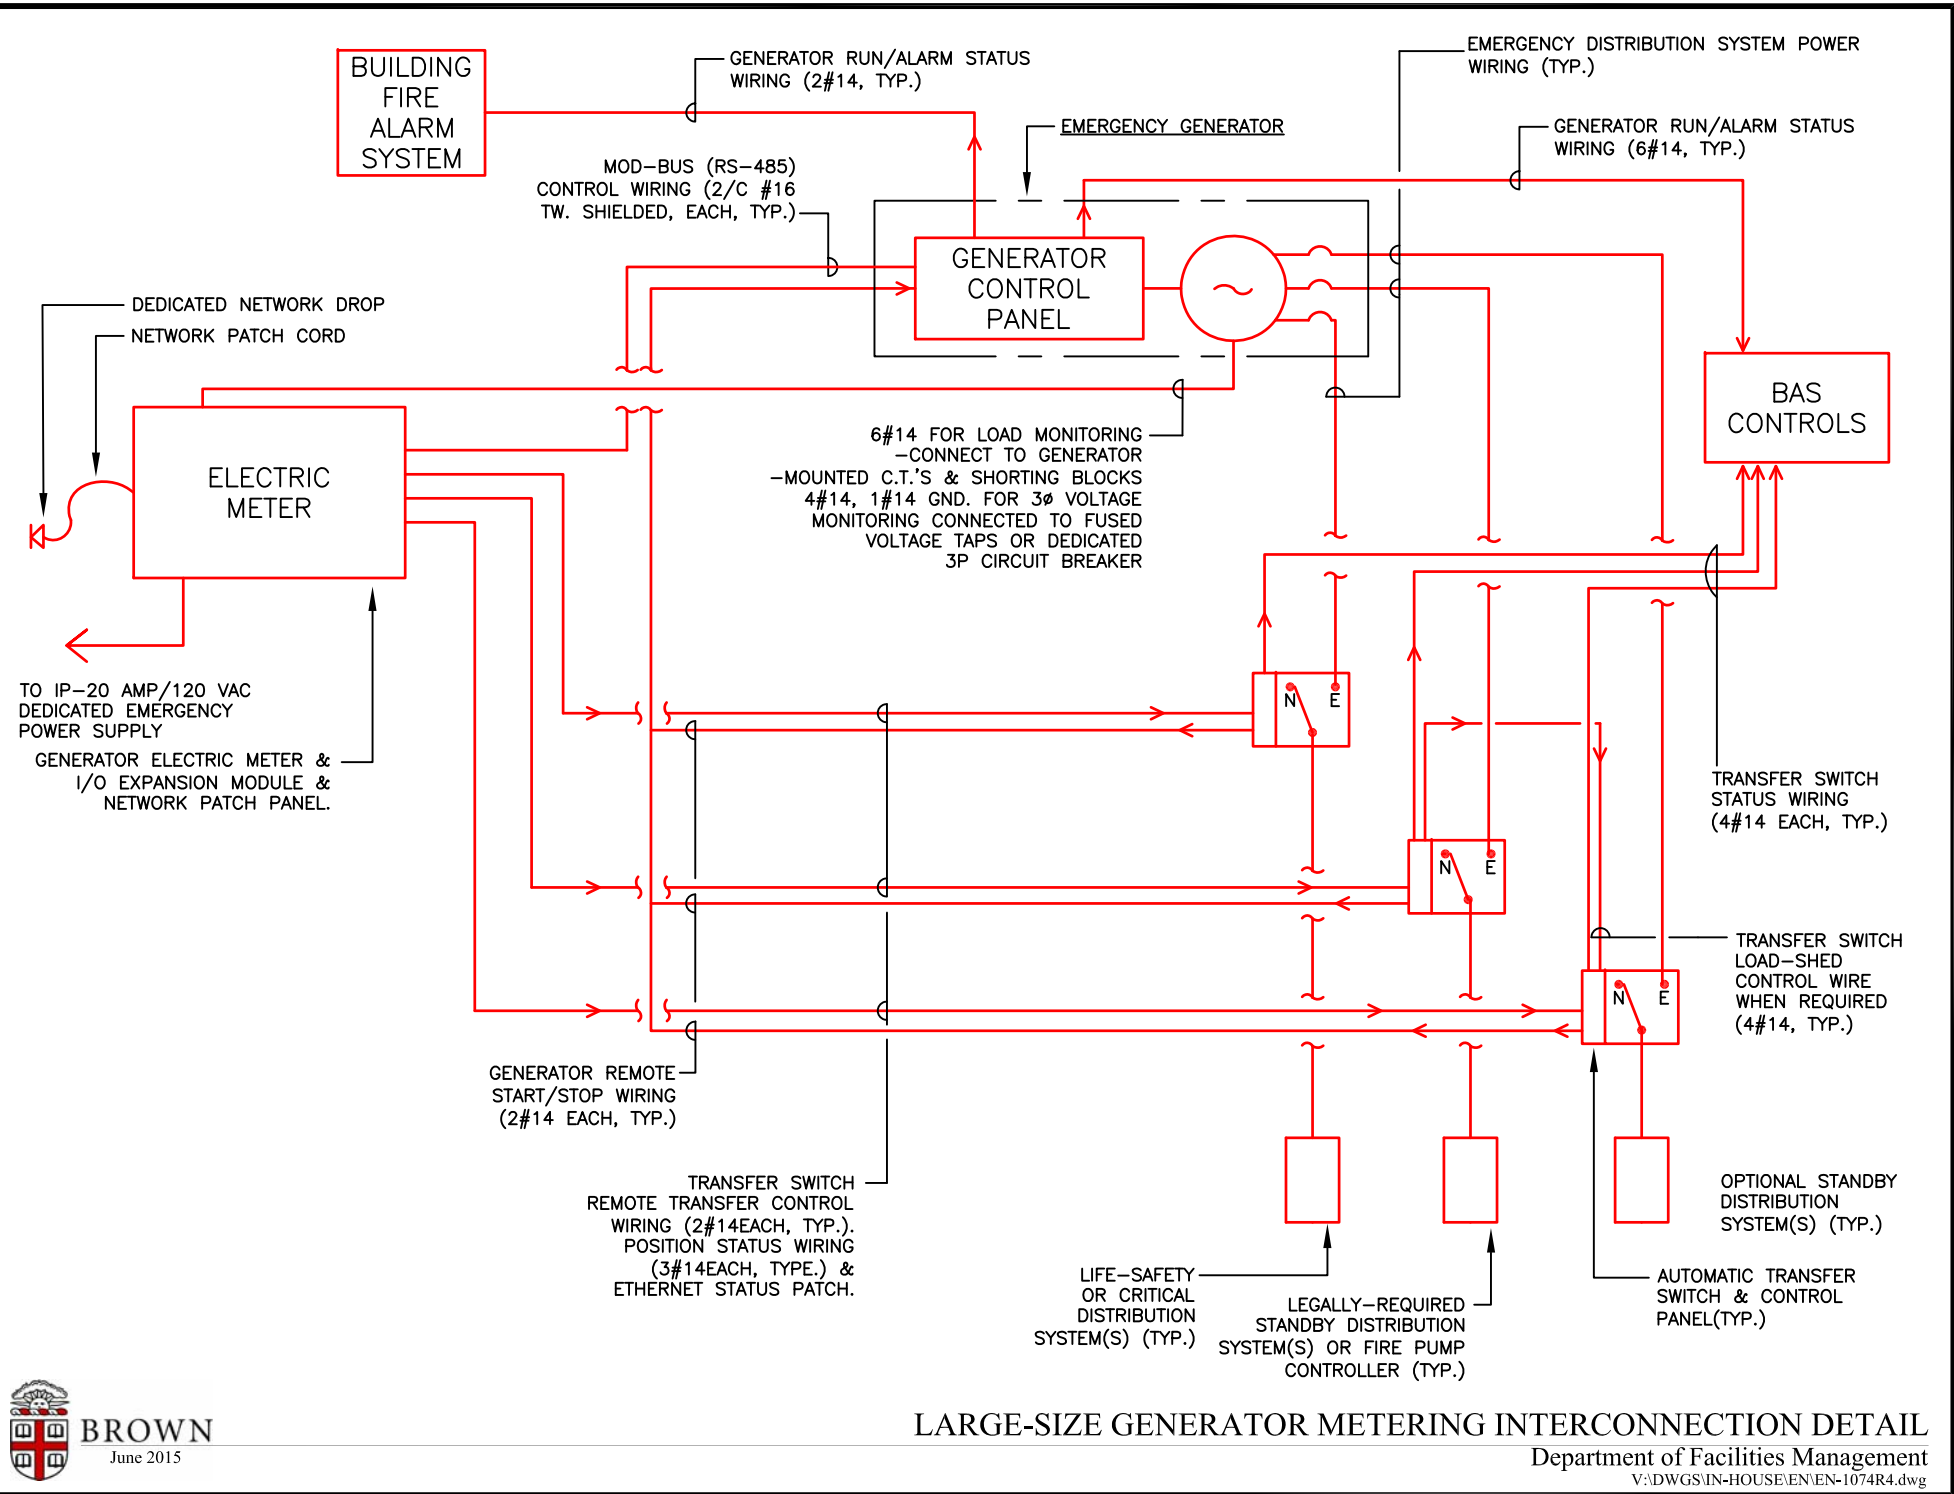 BUILDING
FIRE
ALARM
SYSTEM
GENERATOR RUN/ALARM STATUS
WIRING (2#14, TYP.)
EMERGENCY DISTRIBUTION SYSTEM POWER
WIRING (TYP.)
EMERGENCY GENERATOR
GENERATOR RUN/ALARM STATUS
WIRING (6#14, TYP.)
MOD-BUS (RS-485)
CONTROL WIRING (2/C #16
TW. SHIELDED, EACH, TYP.)
GENERATOR
CONTROL
PANEL
DEDICATED NETWORK DROP
NETWORK PATCH CORD
BAS
CONTROLS
ELECTRIC
METER
6#14 FOR LOAD MONITORING
-CONNECT TO GENERATOR
-MOUNTED C.T.'S & SHORTING BLOCKS
4#14, 1#14 GND. FOR 3ø VOLTAGE
MONITORING CONNECTED TO FUSED
VOLTAGE TAPS OR DEDICATED
3P CIRCUIT BREAKER
TO IP-20 AMP/120 VAC
DEDICATED EMERGENCY
POWER SUPPLY
GENERATOR ELECTRIC METER &
I/O EXPANSION MODULE &
NETWORK PATCH PANEL.
N E
TRANSFER SWITCH
STATUS WIRING
(4#14 EACH, TYP.)
N E
TRANSFER SWITCH
LOAD-SHED
CONTROL WIRE
WHEN REQUIRED
(4#14, TYP.)
N E
GENERATOR REMOTE
START/STOP WIRING
(2#14 EACH, TYP.)
TRANSFER SWITCH
REMOTE TRANSFER CONTROL
WIRING (2#14EACH, TYP.).
POSITION STATUS WIRING
(3#14EACH, TYPE.) &
ETHERNET STATUS PATCH.
OPTIONAL STANDBY
DISTRIBUTION
SYSTEM(S) (TYP.)
LIFE-SAFETY
OR CRITICAL
DISTRIBUTION
SYSTEM(S) (TYP.)
LEGALLY-REQUIRED
STANDBY DISTRIBUTION
SYSTEM(S) OR FIRE PUMP
CONTROLLER (TYP.)
AUTOMATIC TRANSFER
SWITCH & CONTROL
PANEL(TYP.)
BROWN
June 2015
LARGE-SIZE GENERATOR METERING INTERCONNECTION DETAIL
Department of Facilities Management
V:\DWGS\IN-HOUSE\EN\EN-1074R4.dwg